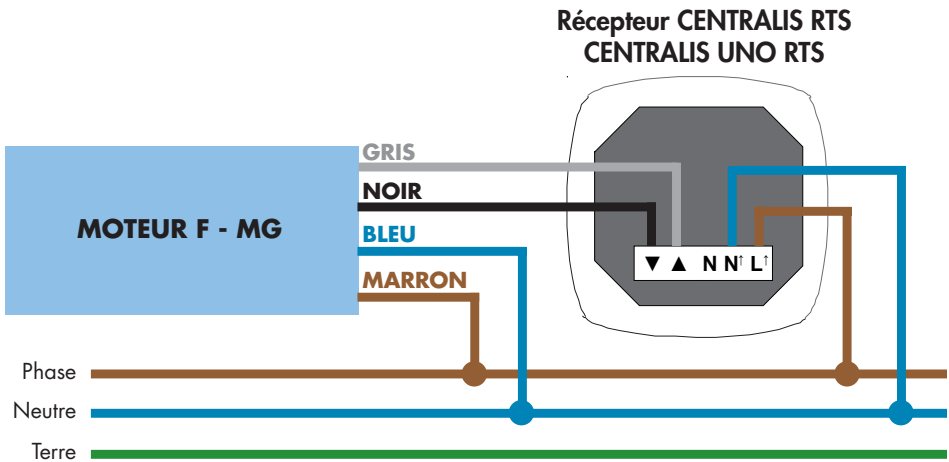 Récepteur CENTRALIS RTS
CENTRALIS UNO RTS
GRIS
NOIR
MOTEUR F - MG
BLEU
▼ ▲ N N↑ L↑
MARRON
Phase
Neutre
Terre